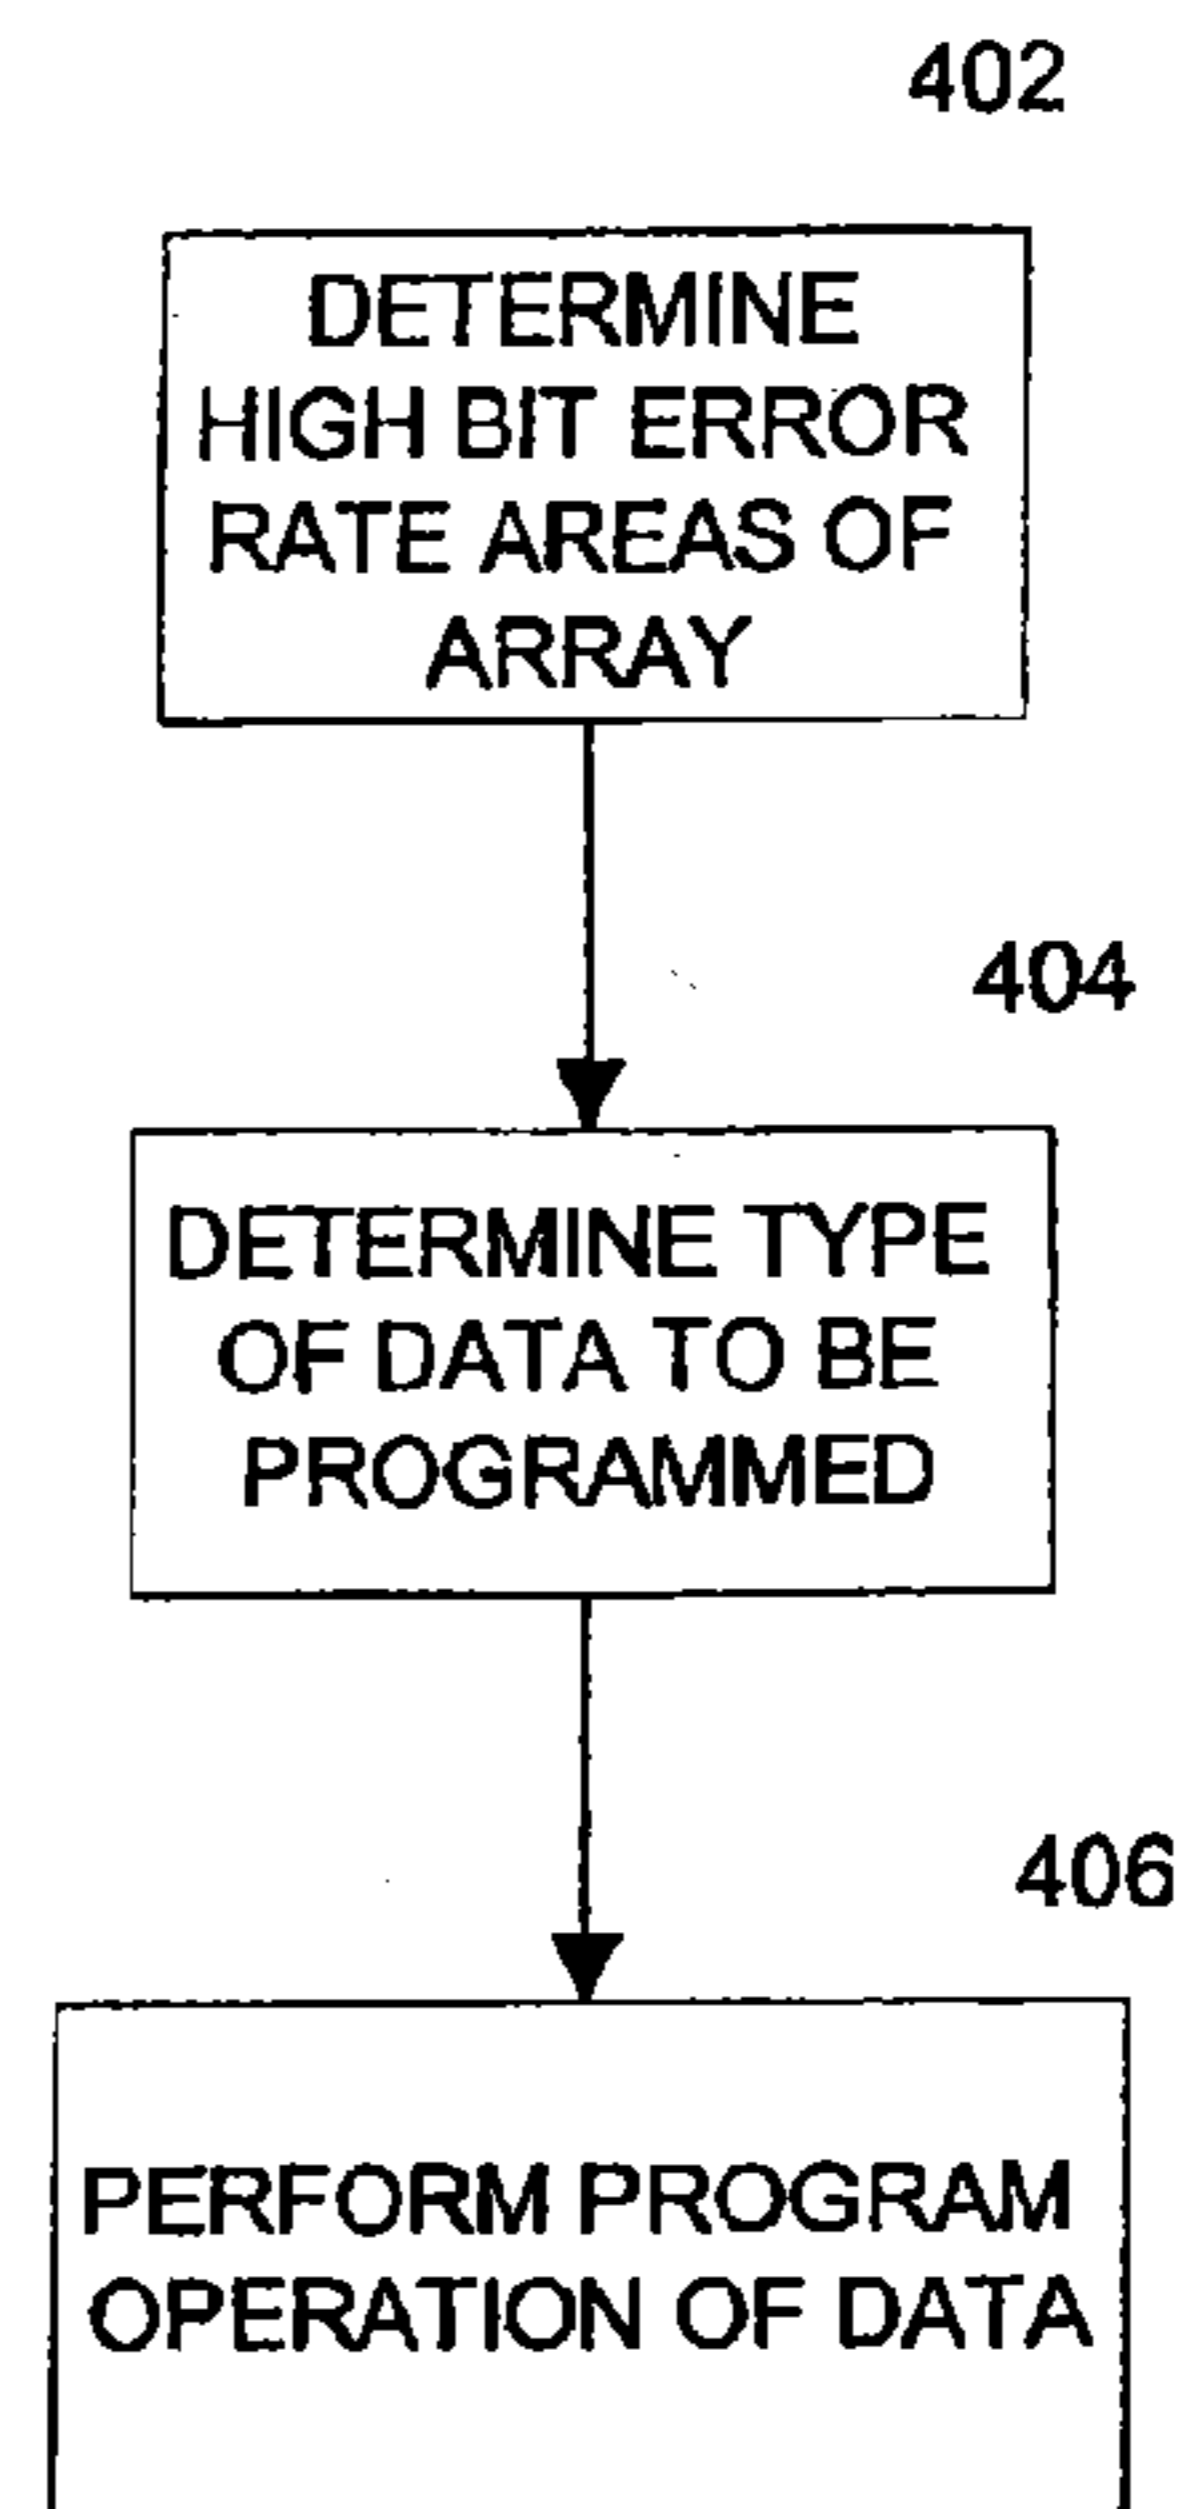 402
DETERMINE
HIGH BIT ERROR
RATE AREAS OF
ARRAY
404
DETERMINE TYPE
OF DATA TO BE
PROGRAMMED
406
PERFORM PROGRAM
OPERATION OF DATA